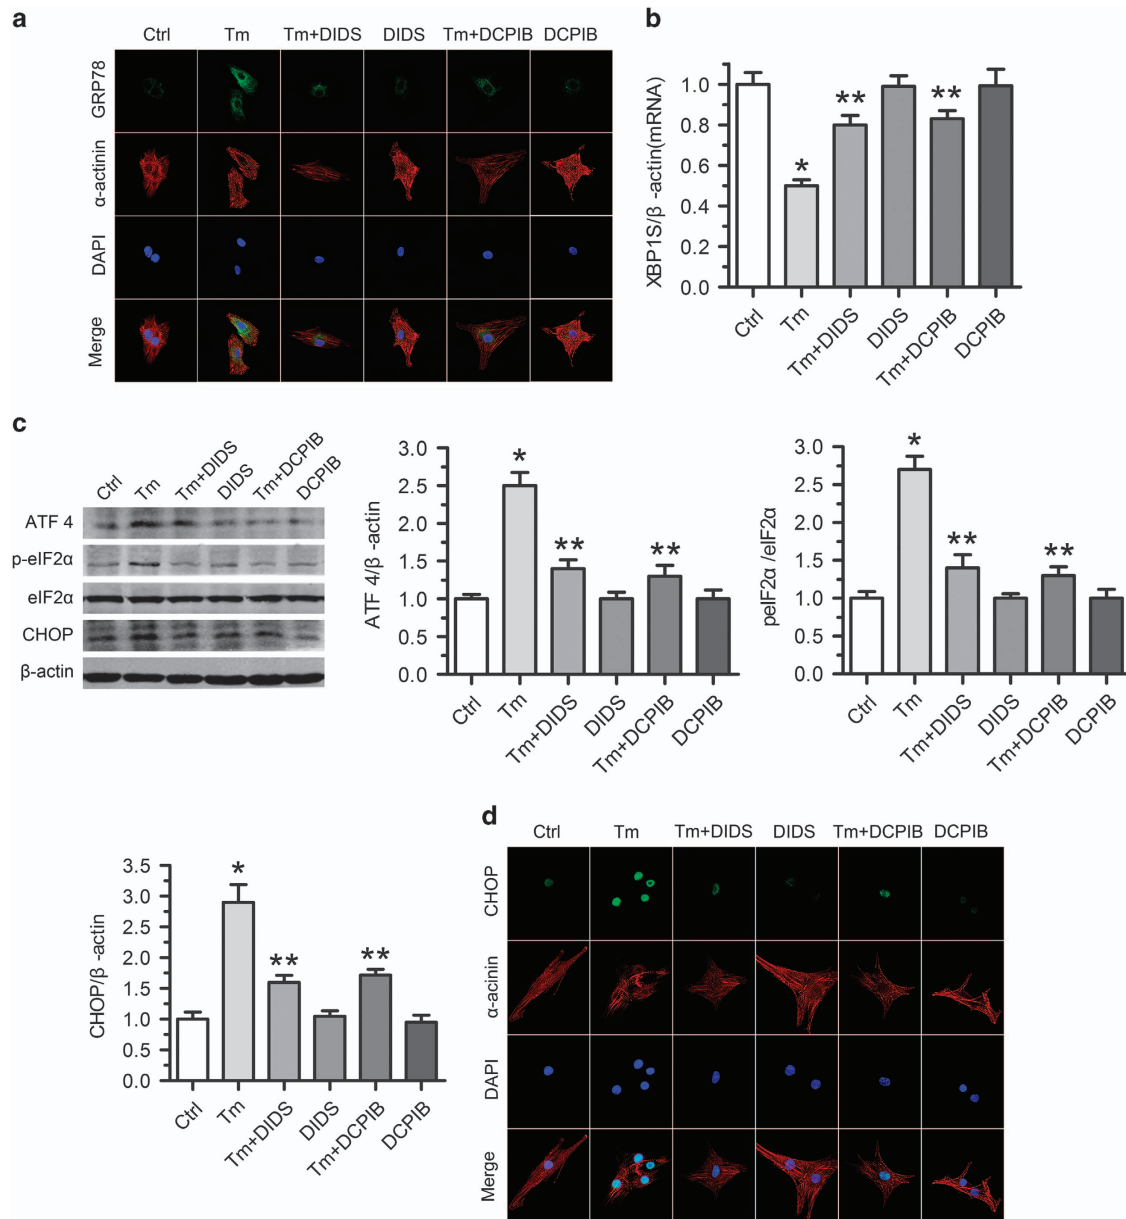 a
Ctrl Tm Tm+DIDS DIDS Tm+DCPIB DCPIB
GRP78
α-actinin
DAPI
Merge
b
XBP1S/β -actin(mRNA)
1.0
0.8
0.6
0.4
0.2
0.0
* ** **
Ctrl Tm Tm+DIDS DIDS Tm+DCPIB DCPIB
c
Ctrl Tm Tm+DIDS DIDS Tm+DCPIB DCPIB
ATF 4
p-eIF2α
eIF2α
CHOP
β-actin
ATF 4/β -actin
3.0
2.5
2.0
1.5
1.0
0.5
0.0
* ** **
Ctrl Tm Tm+DIDS DIDS Tm+DCPIB DCPIB
peIF2α /eIF2α
3.0
2.5
2.0
1.5
1.0
0.5
0.0
* ** **
Ctrl Tm Tm+DIDS DIDS Tm+DCPIB DCPIB
CHOP/β -actin
3.5
3.0
2.5
2.0
1.5
1.0
0.5
0.0
* ** **
Ctrl Tm Tm+DIDS DIDS Tm+DCPIB DCPIB
d
Ctrl Tm Tm+DIDS DIDS Tm+DCPIB DCPIB
CHOP
α-acinin
DAPI
Merge